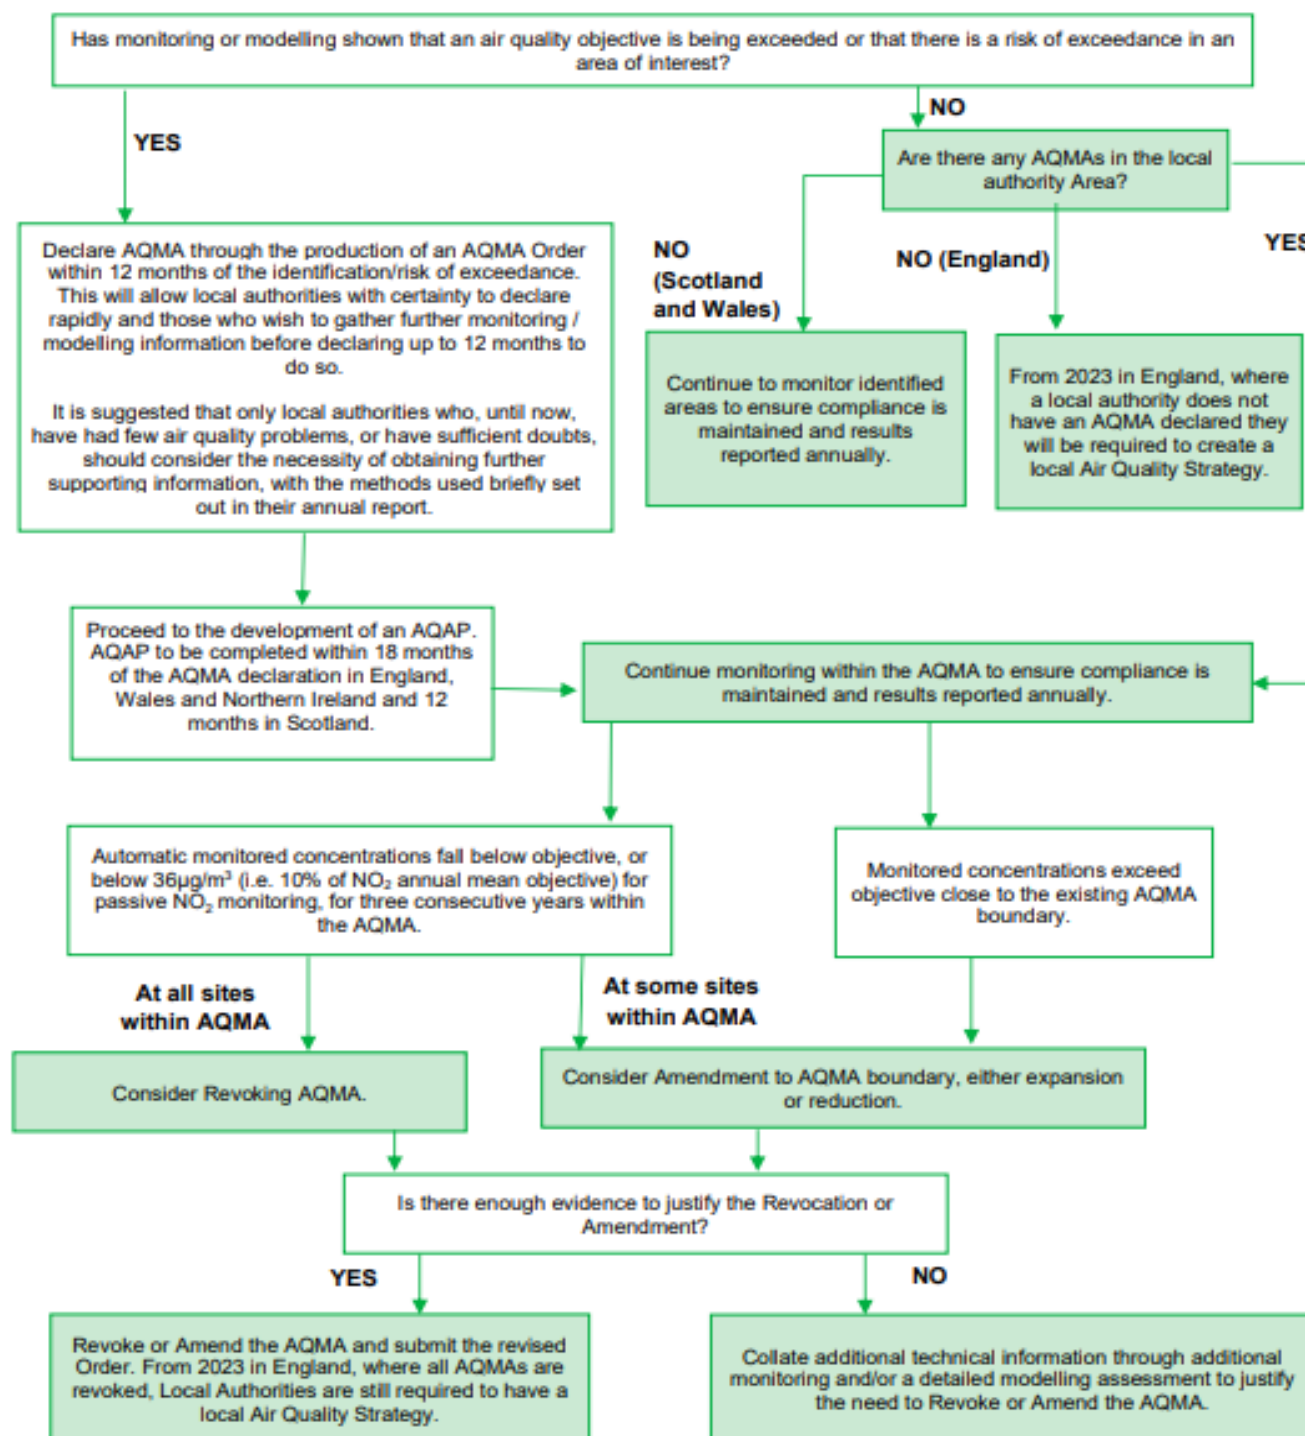 Has monitoring or modelling shown that an air quality objective is being exceeded or that there is a risk of exceedance in an
area of interest?
YES
NO
Are there any AQMAs in the local
authority Area?
NO
(Scotland
and Wales)
NO (England)
YES
Declare AQMA through the production of an AQMA Order
within 12 months of the identification/risk of exceedance.
This will allow local authorities with certainty to declare
rapidly and those who wish to gather further monitoring /
modelling information before declaring up to 12 months to
do so.
It is suggested that only local authorities who, until now,
have had few air quality problems, or have sufficient doubts,
should consider the necessity of obtaining further
supporting information, with the methods used briefly set
out in their annual report.
Continue to monitor identified
areas to ensure compliance is
maintained and results
reported annually.
From 2023 in England, where
a local authority does not
have an AQMA declared they
will be required to create a
local Air Quality Strategy.
Proceed to the development of an AQAP.
AQAP to be completed within 18 months
of the AQMA declaration in England,
Wales and Northern Ireland and 12
months in Scotland.
Continue monitoring within the AQMA to ensure compliance is
maintained and results reported annually.
Automatic monitored concentrations fall below objective, or
below 36µg/m³ (i.e. 10% of NO₂ annual mean objective) for
passive NO₂ monitoring, for three consecutive years within
the AQMA.
Monitored concentrations exceed
objective close to the existing AQMA
boundary.
At all sites
within AQMA
At some sites
within AQMA
Consider Revoking AQMA.
Consider Amendment to AQMA boundary, either expansion
or reduction.
Is there enough evidence to justify the Revocation or
Amendment?
YES
NO
Revoke or Amend the AQMA and submit the revised
Order. From 2023 in England, where all AQMAs are
revoked, Local Authorities are still required to have a
local Air Quality Strategy.
Collate additional technical information through additional
monitoring and/or a detailed modelling assessment to justify
the need to Revoke or Amend the AQMA.